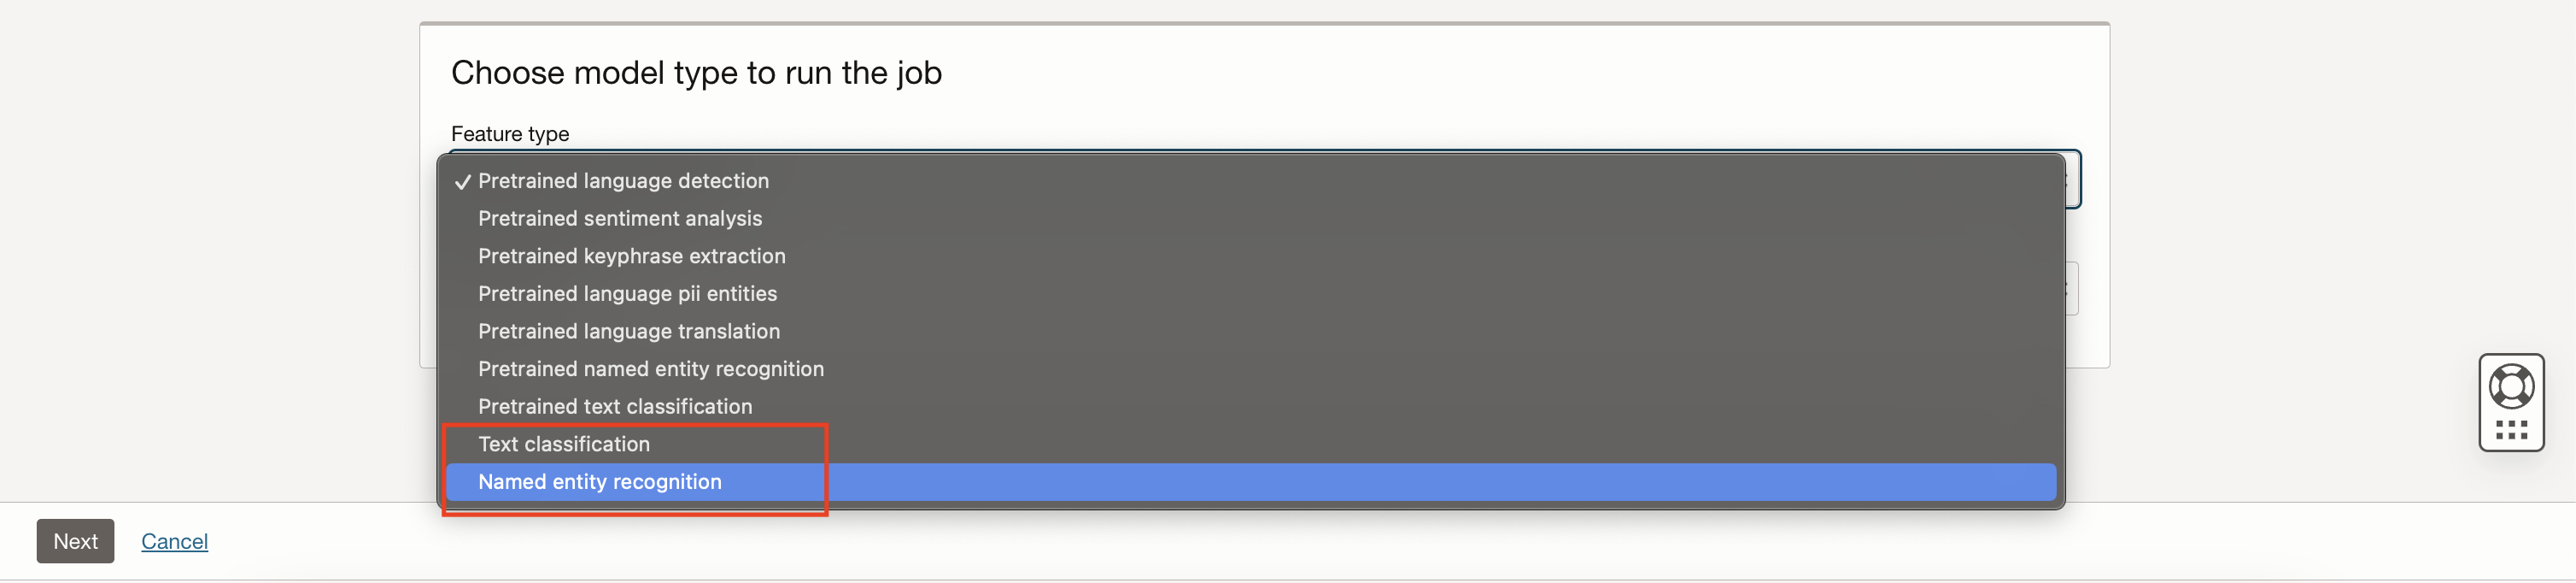 Choose model type to run the job
Feature type
Pretrained language detection
Pretrained sentiment analysis
Pretrained keyphrase extraction
Pretrained language pii entities
Pretrained language translation
Pretrained named entity recognition
Pretrained text classification
Text classification
Named entity recognition
Next Cancel